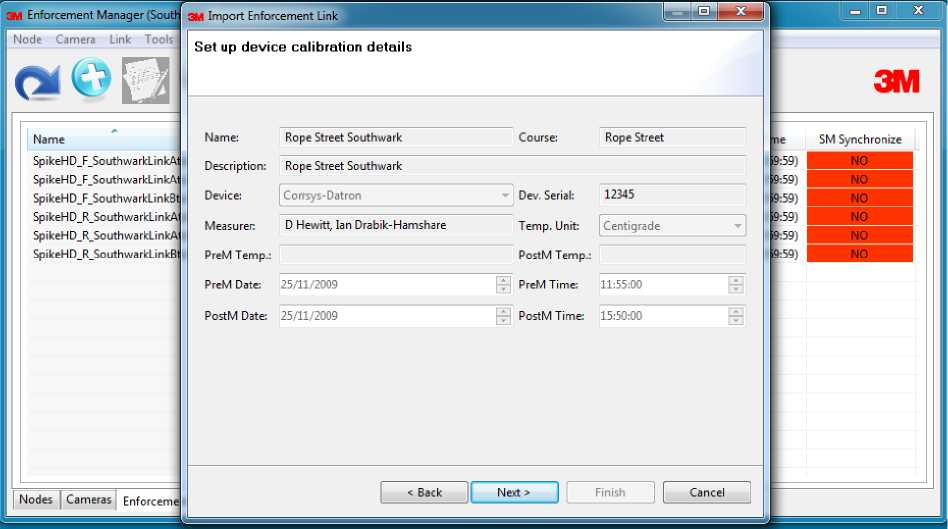 3M Enforcement Manager (South
Node Camera Link Tools
3M
Name
SpikeHD_F_SouthwarkLinkAt
SpikeHD_F_SouthwarkLinkAt
SpikeHD_F_SouthwarkLinkBt
SpikeHD_R_SouthwarkLinkAt
SpikeHD_R_SouthwarkLinkAt
SpikeHD_R_SouthwarkLinkBt
Nodes Cameras Enforceme
3M Import Enforcement Link
Set up device calibration details
Name: Rope Street Southwark Course: Rope Street
Description: Rope Street Southwark
Device: Corrsys-Datron Dev. Serial: 12345
Measurer: D Hewitt, Ian Drabik-Hamshare Temp. Unit: Centigrade
PreM Temp.: PostM Temp.:
PreM Date: 25/11/2009 PreM Time: 11:55:00
PostM Date: 25/11/2009 PostM Time: 15:50:00
< Back Next > Finish Cancel
me SM Synchronize
59:59) NO
59:59) NO
59:59) NO
59:59) NO
59:59) NO
59:59) NO